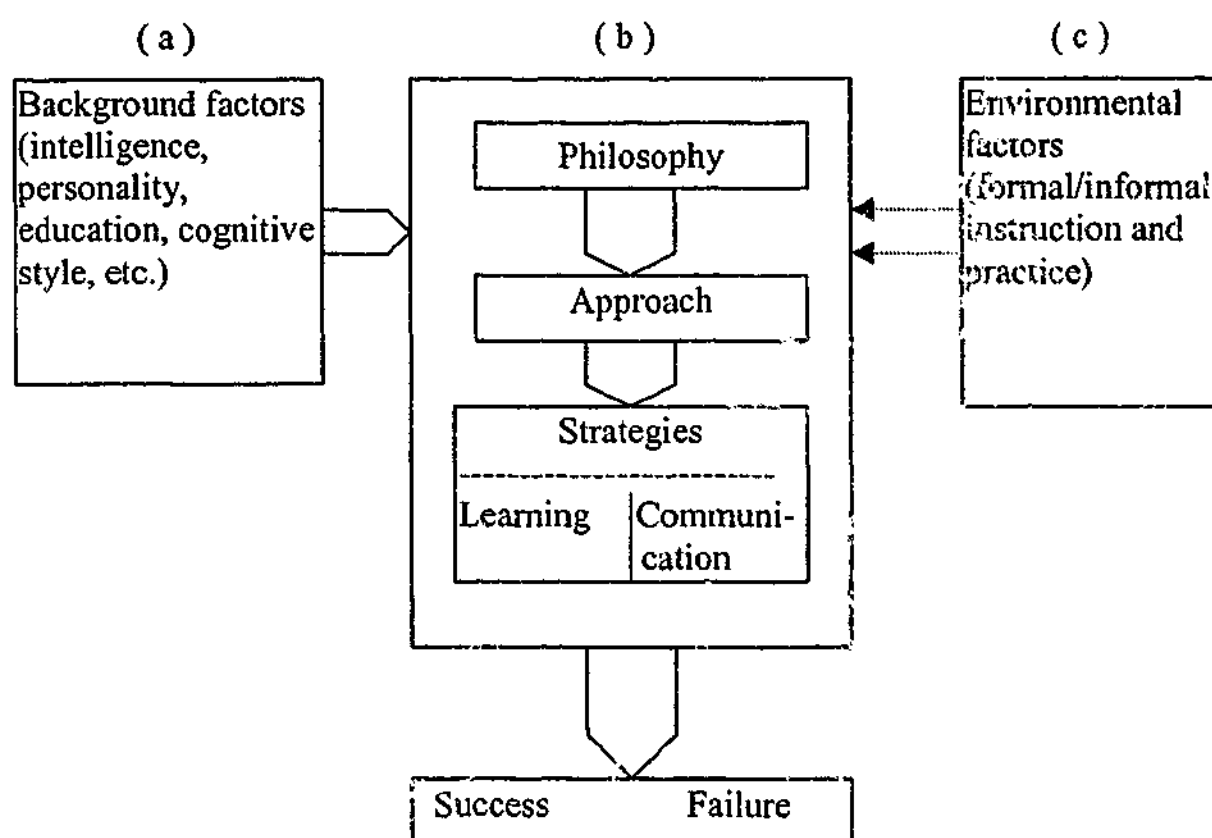 ( a )
( b )
( c )
Background factors
(intelligence,
personality,
education, cognitive
style, etc.)
Philosophy
Approach
Strategies
Learning
Communi-
cation
Environmental
factors
(formal/informal
instruction and
practice)
Success
Failure